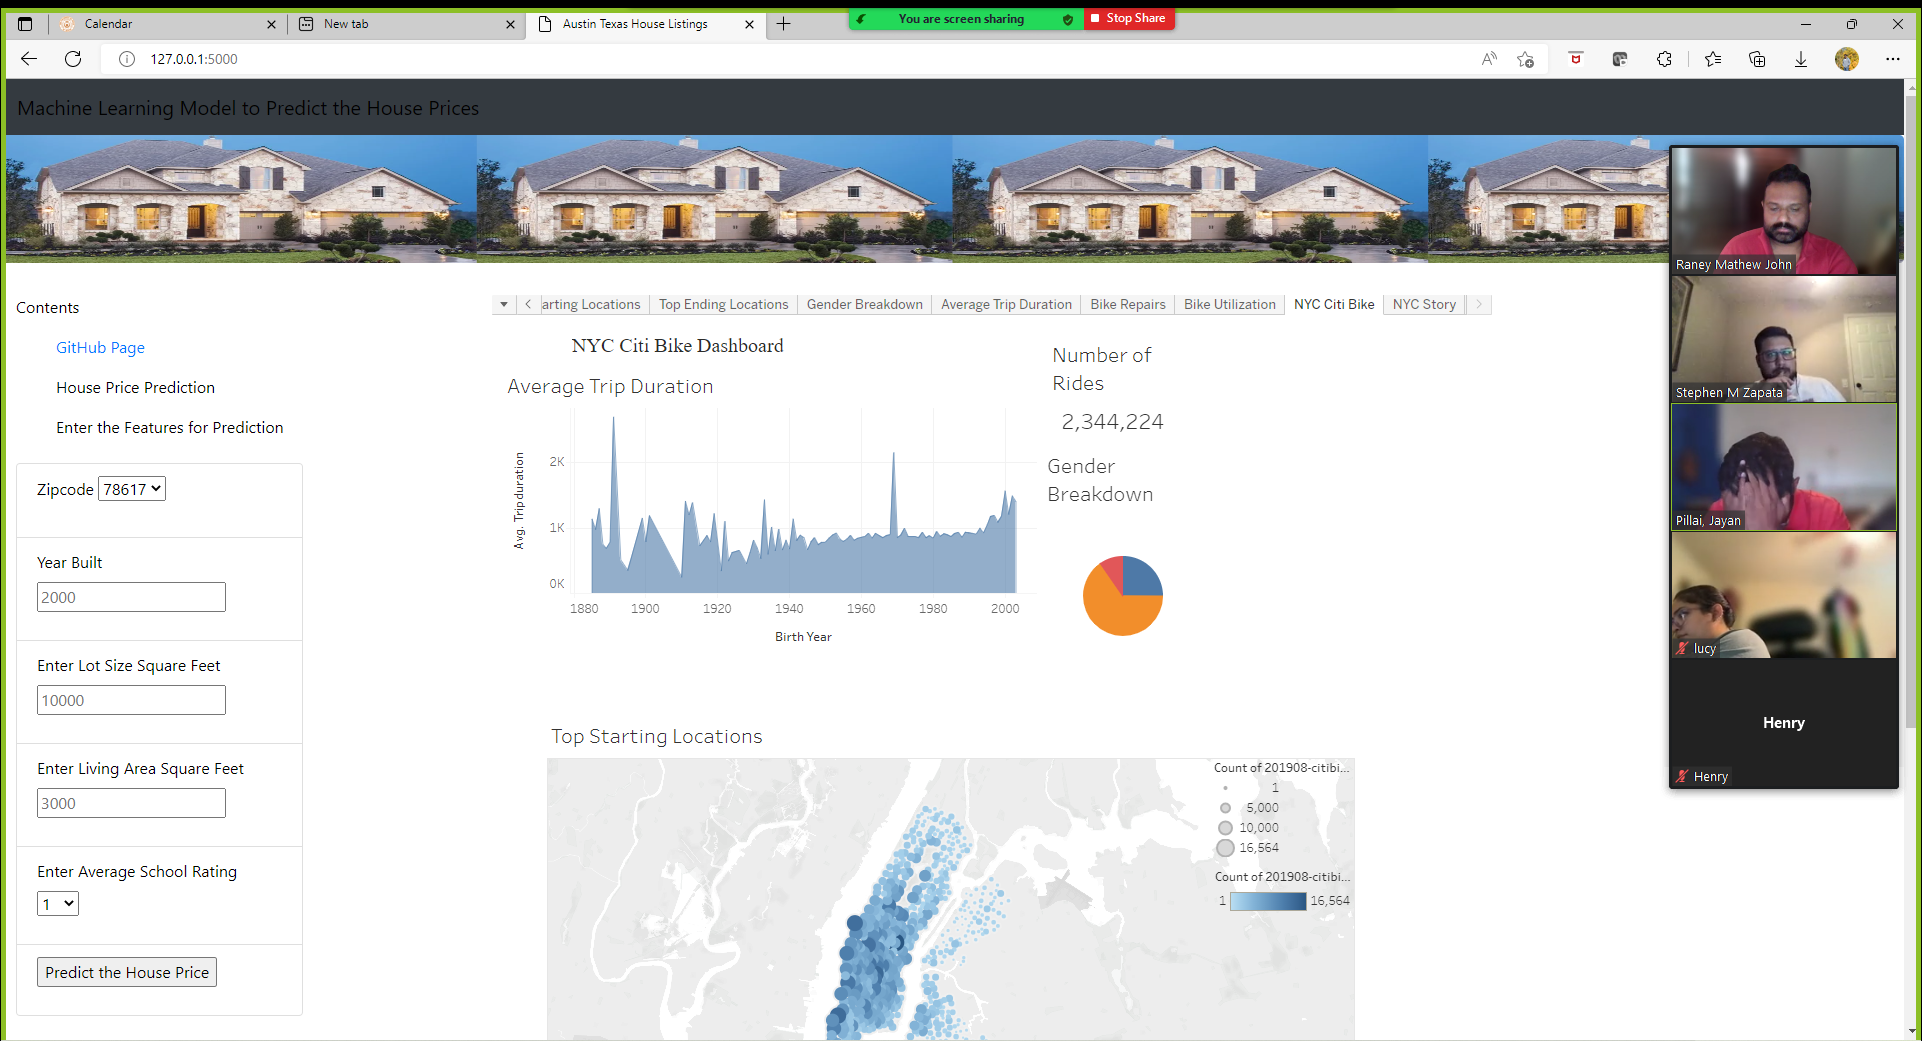 Calendar
New tab
Austin Texas House Listings
You are screen sharing
Stop Share
127.0.0.1:5000
Machine Learning Model to Predict the House Prices
Contents
GitHub Page
House Price Prediction
Enter the Features for Prediction
Zipcode 78617
Year Built
2000
Enter Lot Size Square Feet
10000
Enter Living Area Square Feet
3000
Enter Average School Rating
1
Predict the House Price
arting Locations
Top Ending Locations
Gender Breakdown
Average Trip Duration
Bike Repairs
Bike Utilization
NYC Citi Bike
NYC Story
NYC Citi Bike Dashboard
Average Trip Duration
Avg. Trip duration
2K
1K
0K
1880 1900 1920 1940 1960 1980 2000
Birth Year
Number of
Rides
2,344,224
Gender
Breakdown
Top Starting Locations
Count of 201908-citibi...
1
5,000
10,000
16,564
Count of 201908-citibi...
1 16,564
Raney Mathew John
Stephen M Zapata
Pillai, Jayan
lucy
Henry
Henry